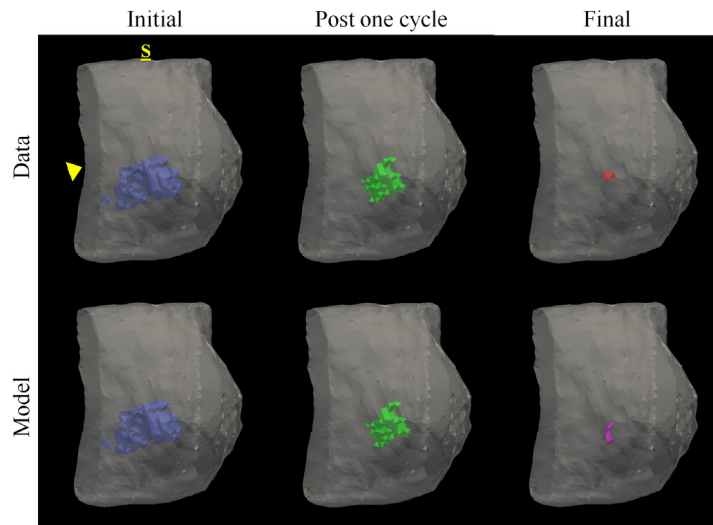 Initial
Post one cycle
Final
S
Data
Model